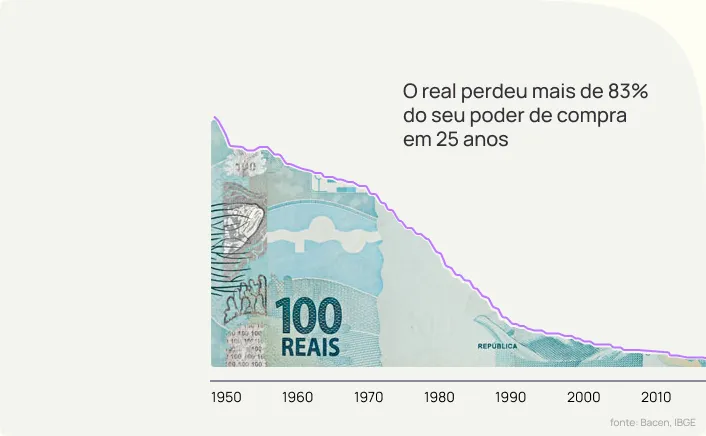 O real perdeu mais de 83%
do seu poder de compra
em 25 anos
100
100
REAIS
REPÚBLICA
1950 1960 1970 1980 1990 2000 2010
fonte: Bacen, IBGE